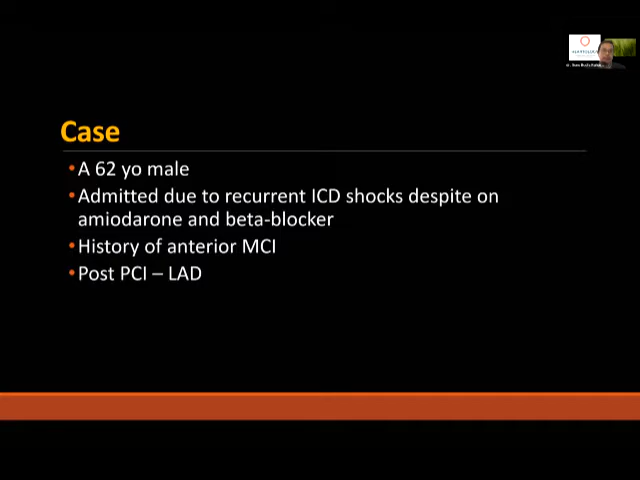 Case
•A 62 yo male
•Admitted due to recurrent ICD shocks despite on
amiodarone and beta-blocker
•History of anterior MCI
•Post PCI – LAD